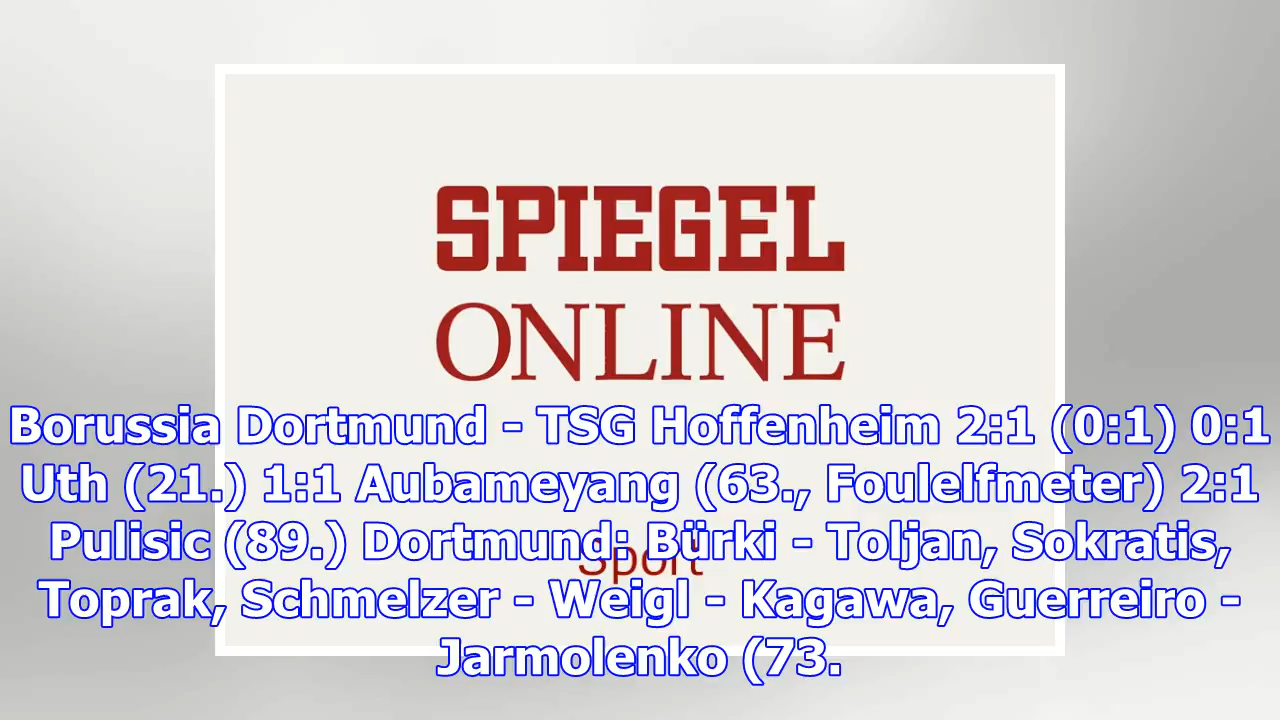 SPIEGEL
ONLINE
Borussia Dortmund - TSG Hoffenheim 2:1 (0:1) 0:1
Uth (21.) 1:1 Aubameyang (63., Foulelfmeter) 2:1
Pulisic (89.) Dortmund: Bürki - Toljan, Sokratis,
Sport
Toprak, Schmelzer - Weigl - Kagawa, Guerreiro -
Jarmolenko (73.